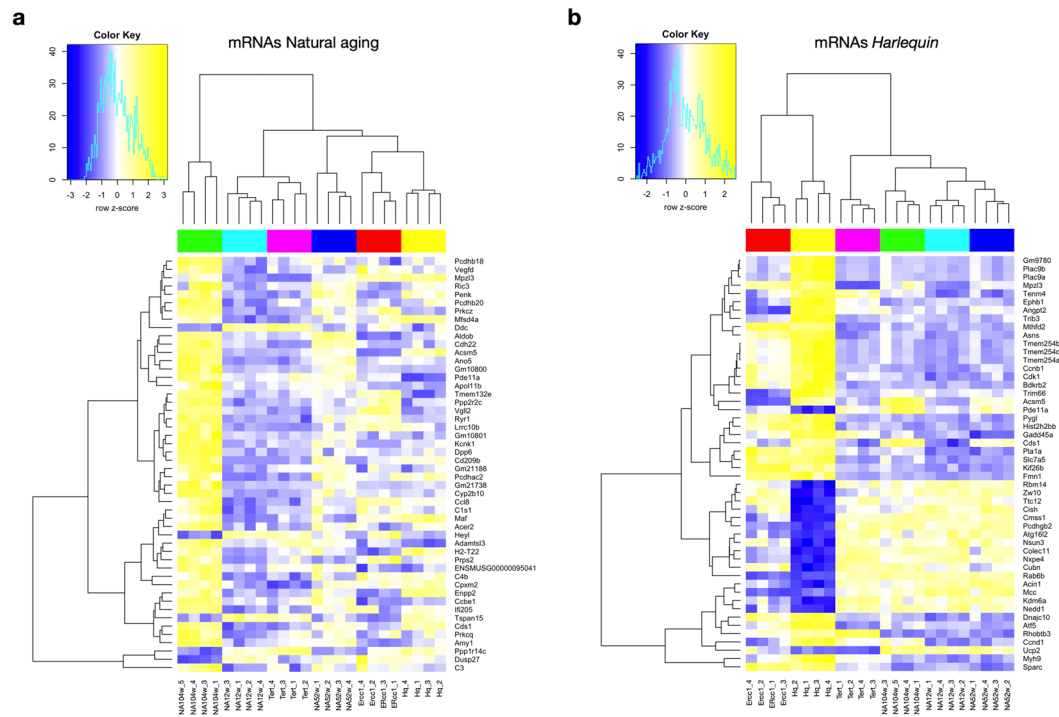 a
mRNAs Natural aging
Color Key
40
30
20
10
0
-3 -2 -1 0 1 2 3
row z-score
Pcdhb18
Vegfd
Mpzl3
Ric3
Penk
Pcdhb20
Prkcz
Mfsd4a
Ddc
Aldob
Cdh22
Acsm5
Ano5
Gm10800
Pde11a
Apol11b
Tmem132e
Ppp2r2c
Vgll2
Ryr1
Lrrc10b
Gm10801
Kcnk1
Dpp6
Cd209b
Gm21188
Pcdhac2
Gm21738
Cyp2b10
Ccl8
C1s1
Maf
Acer2
Heyl
Adamtsl3
H2-T22
Prps2
ENSMUSG00000095041
C4b
Cpxm2
Enpp2
Ccbe1
Ifi205
Tspan15
Cds1
Prkcq
Amy1
Ppp1r14c
Dusp27
C3
NA104w_5
NA104w_4
NA104w_3
NA104w_1
NA12w_3
NA12w_1
NA12w_2
NA12w_4
Tert_4
Tert_3
Tert_1
Tert_2
NA52w_1
NA52w_2
NA52w_3
NA52w_4
Ercc1_4
Ercc1_2
ERcc1_3
ERcc1_1
Hq_4
Hq_1
Hq_3
Hq_2
b
mRNAs Harlequin
Color Key
40
30
20
10
0
-2 -1 0 1 2
row z-score
Gm9780
Plac9b
Plac9a
Mpzl3
Tenm4
Ephb1
Angpt2
Trib3
Mthfd2
Asns
Tmem254b
Tmem254c
Tmem254a
Ccnb1
Cdk1
Bdkrb2
Trim66
Acsm5
Pde11a
Pygl
Hist2h2bb
Gadd45a
Cds1
Pla1a
Slc7a5
Kif26b
Fmn1
Rbm14
Zw10
Ttc12
Cish
Cmss1
Pcdhgb2
Atg16l2
Nsun3
Colec11
Nxpe4
Cubn
Rab6b
Acin1
Mcc
Kdm6a
Nedd1
Dnajc10
Atf5
Rhobtb3
Ccnd1
Ucp2
Myh9
Sparc
Ercc1_4
Ercc1_2
ERcc1_1
Ercc1_3
Hq_2
Hq_1
Hq_3
Hq_4
Tert_1
Tert_2
Tert_4
Tert_3
NA104w_3
NA104w_5
NA104w_4
NA104w_1
NA12w_1
NA12w_4
NA12w_3
NA12w_2
NA52w_1
NA52w_4
NA52w_3
NA52w_2